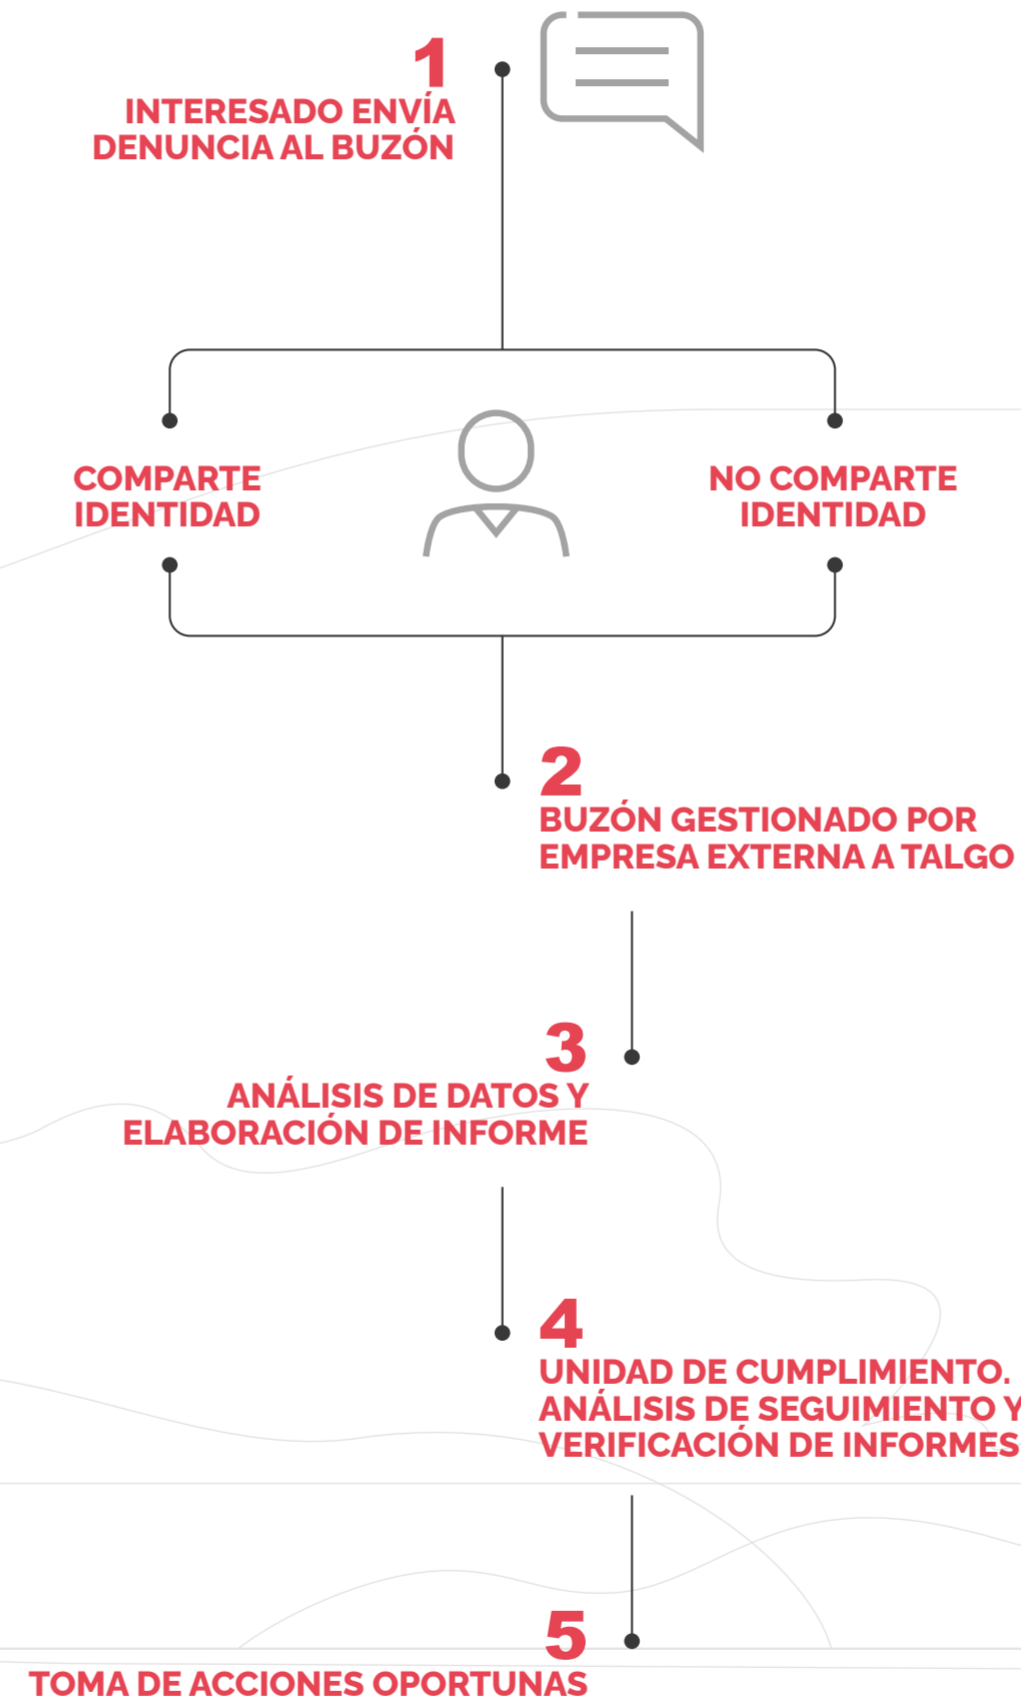 1
INTERESADO ENVÍA
DENUNCIA AL BUZÓN
COMPARTE
IDENTIDAD
NO COMPARTE
IDENTIDAD
2
BUZÓN GESTIONADO POR
EMPRESA EXTERNA A TALGO
3
ANÁLISIS DE DATOS Y
ELABORACIÓN DE INFORME
4
UNIDAD DE CUMPLIMIENTO.
ANÁLISIS DE SEGUIMIENTO Y
VERIFICACIÓN DE INFORMES
5
TOMA DE ACCIONES OPORTUNAS